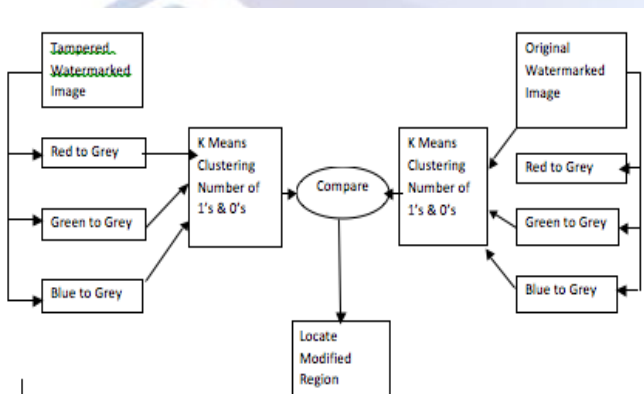 Tampered
Watermarked
Image
Red to Grey
Green to Grey
Blue to Grey
K Means
Clustering
Number of
1's & 0's
Compare
K Means
Clustering
Number of
1's & 0's
Original
Watermarked
Image
Red to Grey
Green to Grey
Blue to Grey
Locate
Modified
Region